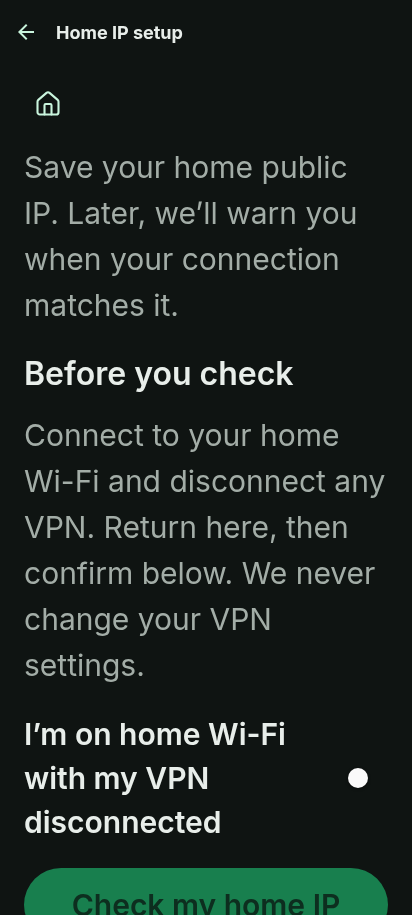 Home IP setup
Save your home public
IP. Later, we’ll warn you
when your connection
matches it.
Before you check
Connect to your home
Wi-Fi and disconnect any
VPN. Return here, then
confirm below. We never
change your VPN
settings.
I’m on home Wi-Fi
with my VPN
disconnected
Check my home IP